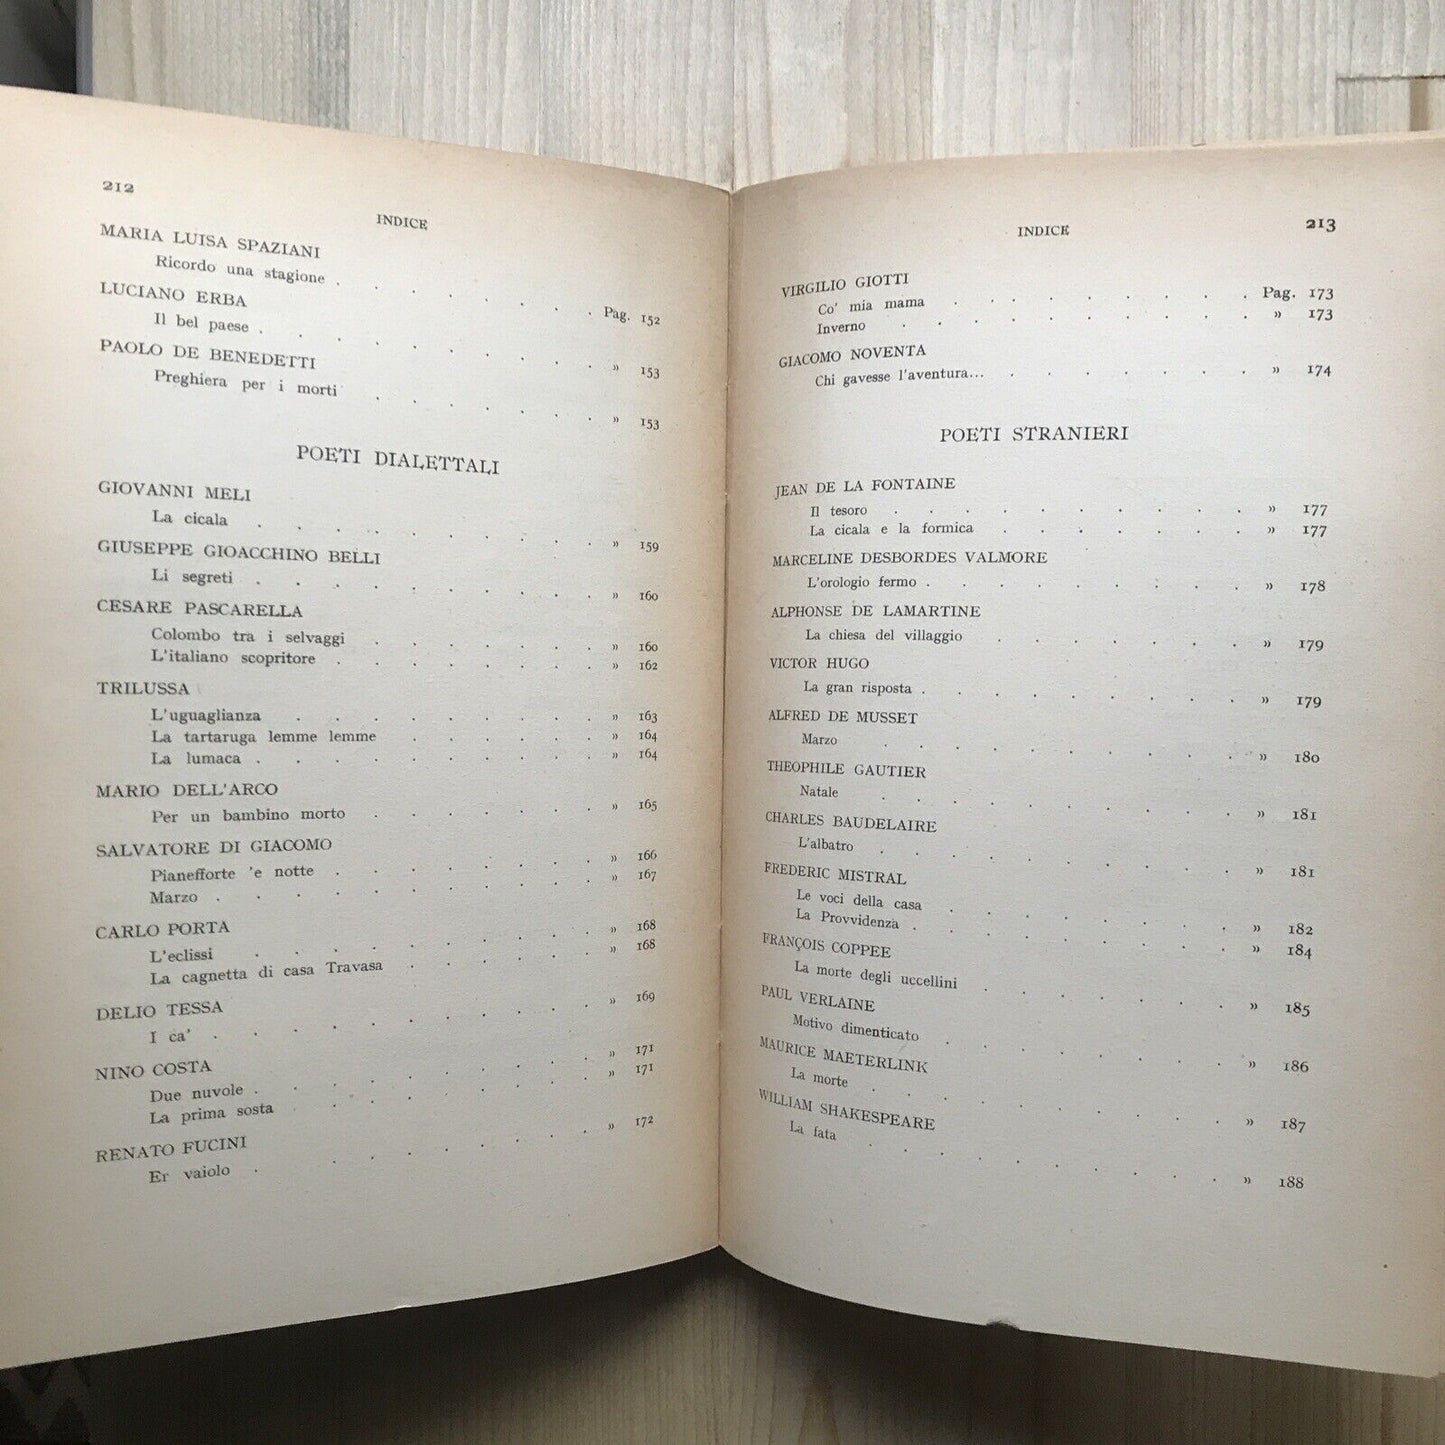 212
INDICE
MARIA LUISA SPAZIANI
Ricordo una stagione . . . . . . . Pag. 152
LUCIANO ERBA
Il bel paese . . . . . . . . . . » 153
PAOLO DE BENEDETTI
Preghiera per i morti . . . . . . . » 153
POETI DIALETTALI
GIOVANNI MELI
La cicala . . . . . . . . . . » 159
GIUSEPPE GIOACCHINO BELLI
Li segreti . . . . . . . . . . » 160
CESARE PASCARELLA
Colombo tra i selvaggi . . . . . . . » 160
L'italiano scopritore . . . . . . . . » 162
TRILUSSA
L'uguaglianza . . . . . . . . . » 163
La tartaruga lemme lemme . . . . . . » 164
La lumaca . . . . . . . . . . » 164
MARIO DELL'ARCO
Per un bambino morto . . . . . . . » 165
SALVATORE DI GIACOMO
Pianefforte 'e notte . . . . . . . . » 166
Marzo . . . . . . . . . . . » 167
CARLO PORTA
L'eclissi . . . . . . . . . . » 168
La cagnetta di casa Travasa . . . . . . » 168
DELIO TESSA
I ca' . . . . . . . . . . . » 169
NINO COSTA
Due nuvole . . . . . . . . . . » 171
La prima sosta . . . . . . . . . » 171
RENATO FUCINI
Er vaiolo . . . . . . . . . . » 172
INDICE
213
VIRGILIO GIOTTI
Co' mia mama . . . . . . . . . Pag. 173
Inverno . . . . . . . . . . . » 173
GIACOMO NOVENTA
Chi gavesse l'aventura... . . . . . . . » 174
POETI STRANIERI
JEAN DE LA FONTAINE
Il tesoro . . . . . . . . . . » 177
La cicala e la formica . . . . . . . » 177
MARCELINE DESBORDES VALMORE
L'orologio fermo . . . . . . . . . » 178
ALPHONSE DE LAMARTINE
La chiesa del villaggio . . . . . . . » 179
VICTOR HUGO
La gran risposta . . . . . . . . . » 179
ALFRED DE MUSSET
Marzo . . . . . . . . . . . » 180
THEOPHILE GAUTIER
Natale . . . . . . . . . . . » 181
CHARLES BAUDELAIRE
L'albatro . . . . . . . . . . » 181
FREDERIC MISTRAL
Le voci della casa . . . . . . . . » 182
La Provvidenza . . . . . . . . . » 184
FRANÇOIS COPPEE
La morte degli uccellini . . . . . . . » 185
PAUL VERLAINE
Motivo dimenticato . . . . . . . . » 186
MAURICE MAETERLINK
La morte . . . . . . . . . . » 187
WILLIAM SHAKESPEARE
La fata . . . . . . . . . . . » 188